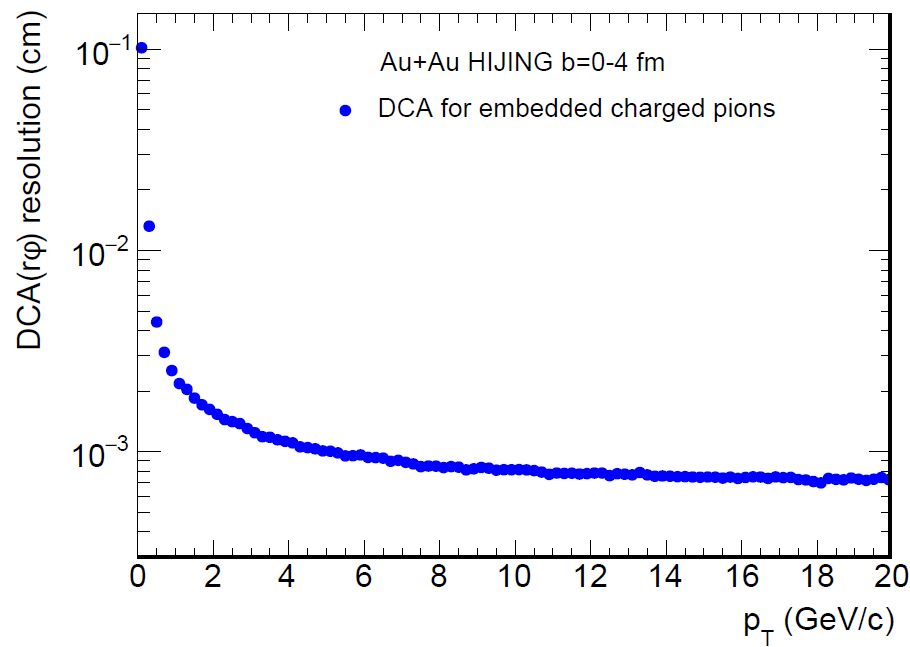 Au+Au HIJING b=0-4 fm
DCA for embedded charged pions
DCA(rφ) resolution (cm)
10⁻¹
10⁻²
10⁻³
0 2 4 6 8 10 12 14 16 18 20
p_T (GeV/c)